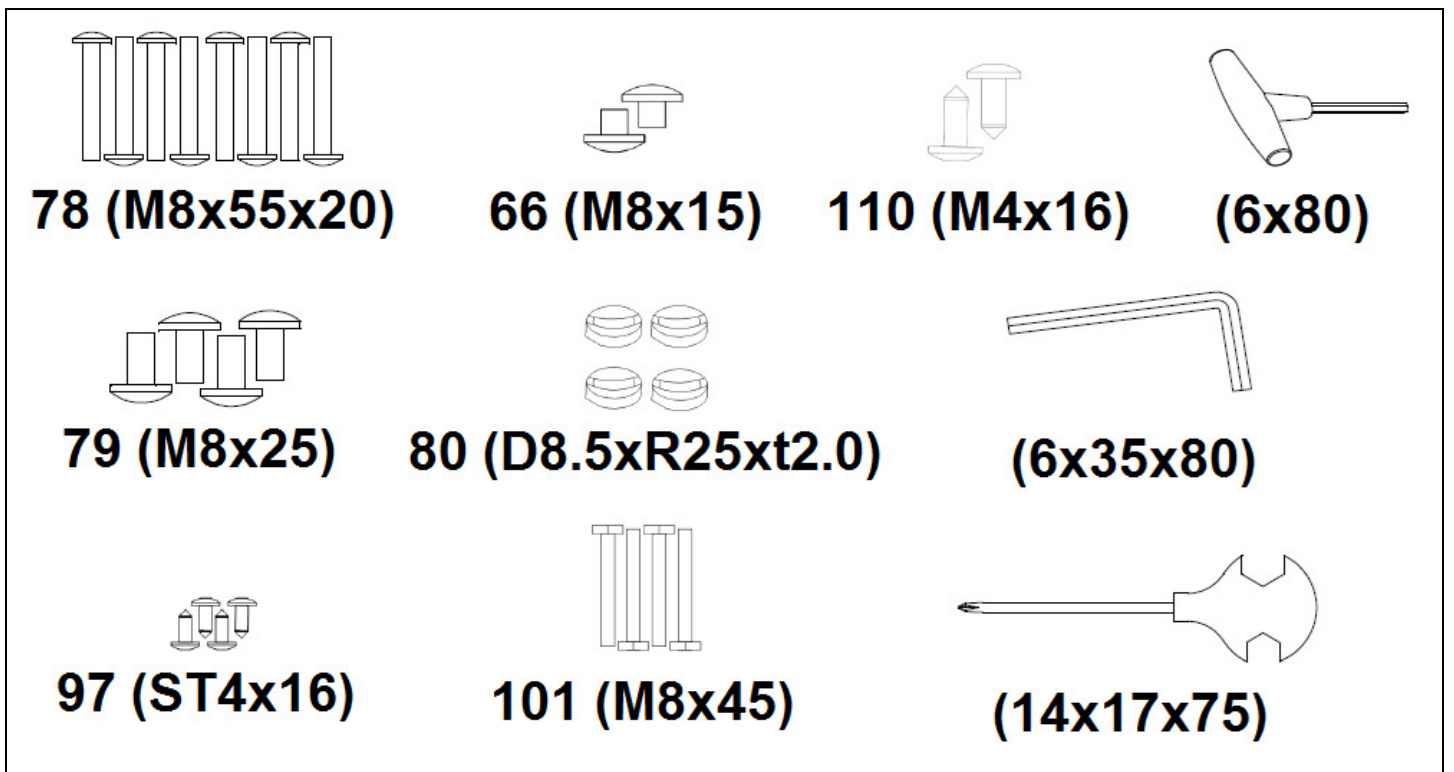 78 (M8x55x20)
66 (M8x15)
110 (M4x16)
(6x80)
79 (M8x25)
80 (D8.5xR25xt2.0)
(6x35x80)
97 (ST4x16)
101 (M8x45)
(14x17x75)